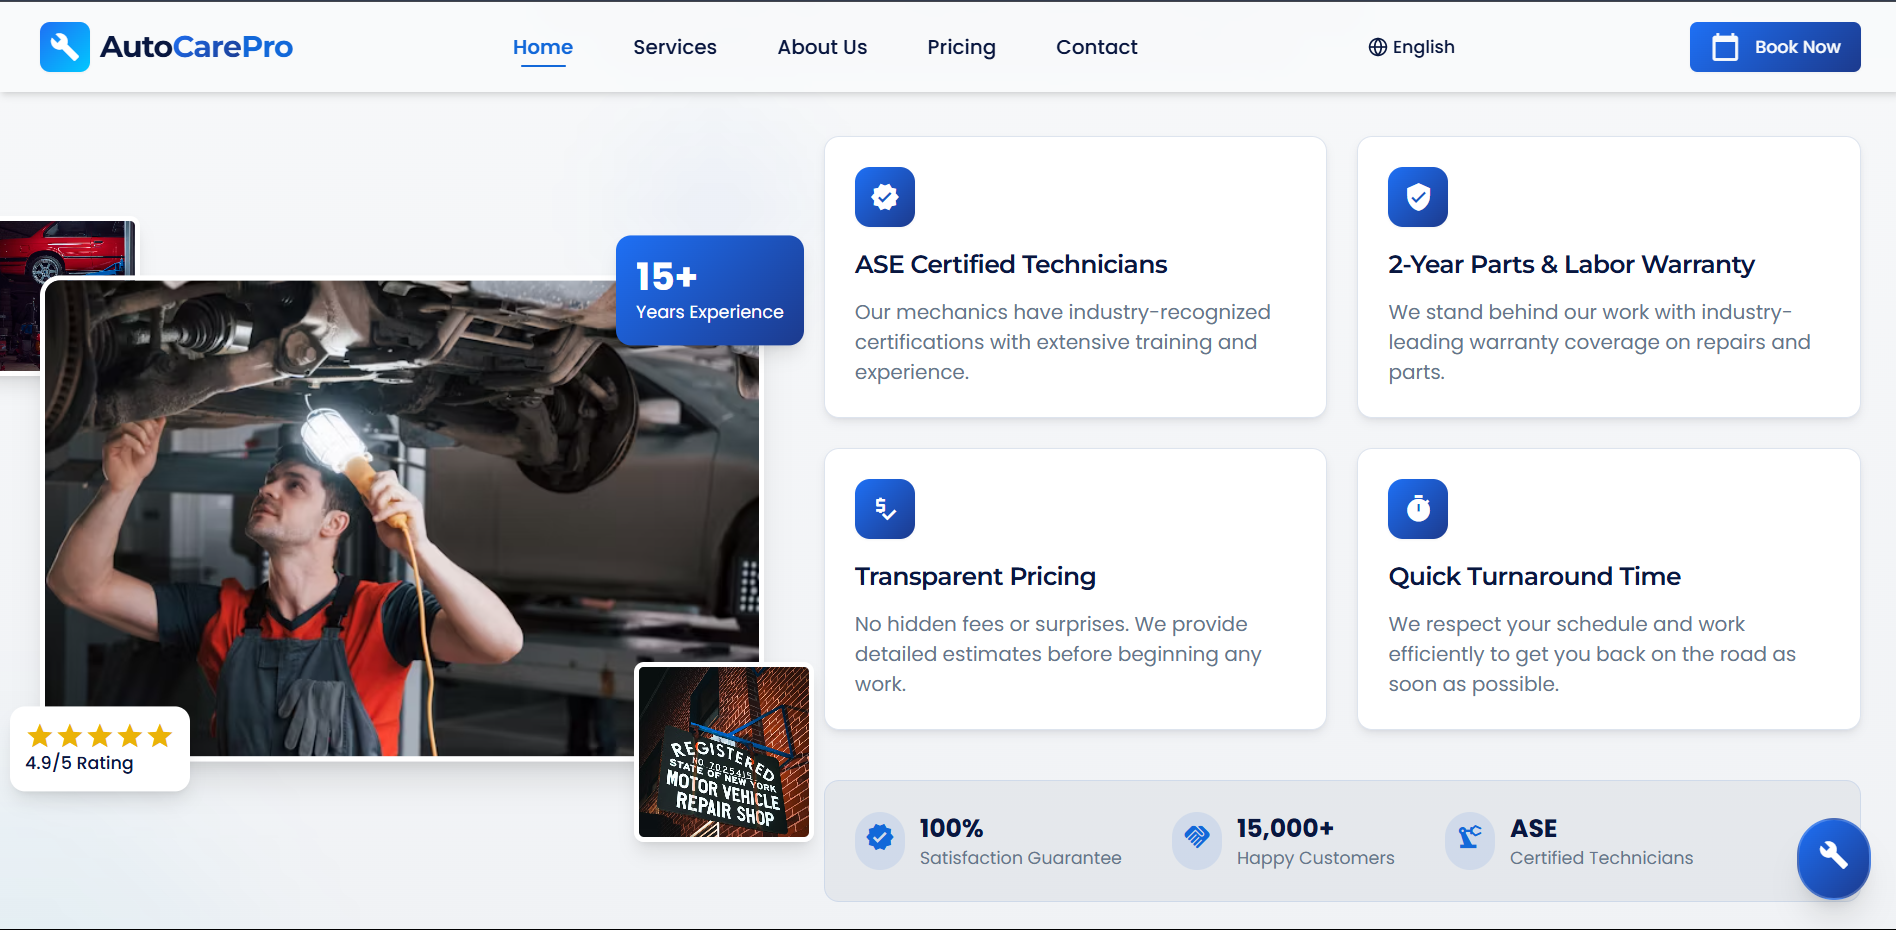 AutoCarePro
Home
Services
About Us
Pricing
Contact
English
Book Now
15+
Years Experience
4.9/5 Rating
REGISTERED
NO. 7025415
STATE OF NEW YORK
MOTOR VEHICLE
REPAIR SHOP
ASE Certified Technicians
Our mechanics have industry-recognized
certifications with extensive training and
experience.
2-Year Parts & Labor Warranty
We stand behind our work with industry-
leading warranty coverage on repairs and
parts.
Transparent Pricing
No hidden fees or surprises. We provide
detailed estimates before beginning any
work.
Quick Turnaround Time
We respect your schedule and work
efficiently to get you back on the road as
soon as possible.
100%
Satisfaction Guarantee
15,000+
Happy Customers
ASE
Certified Technicians